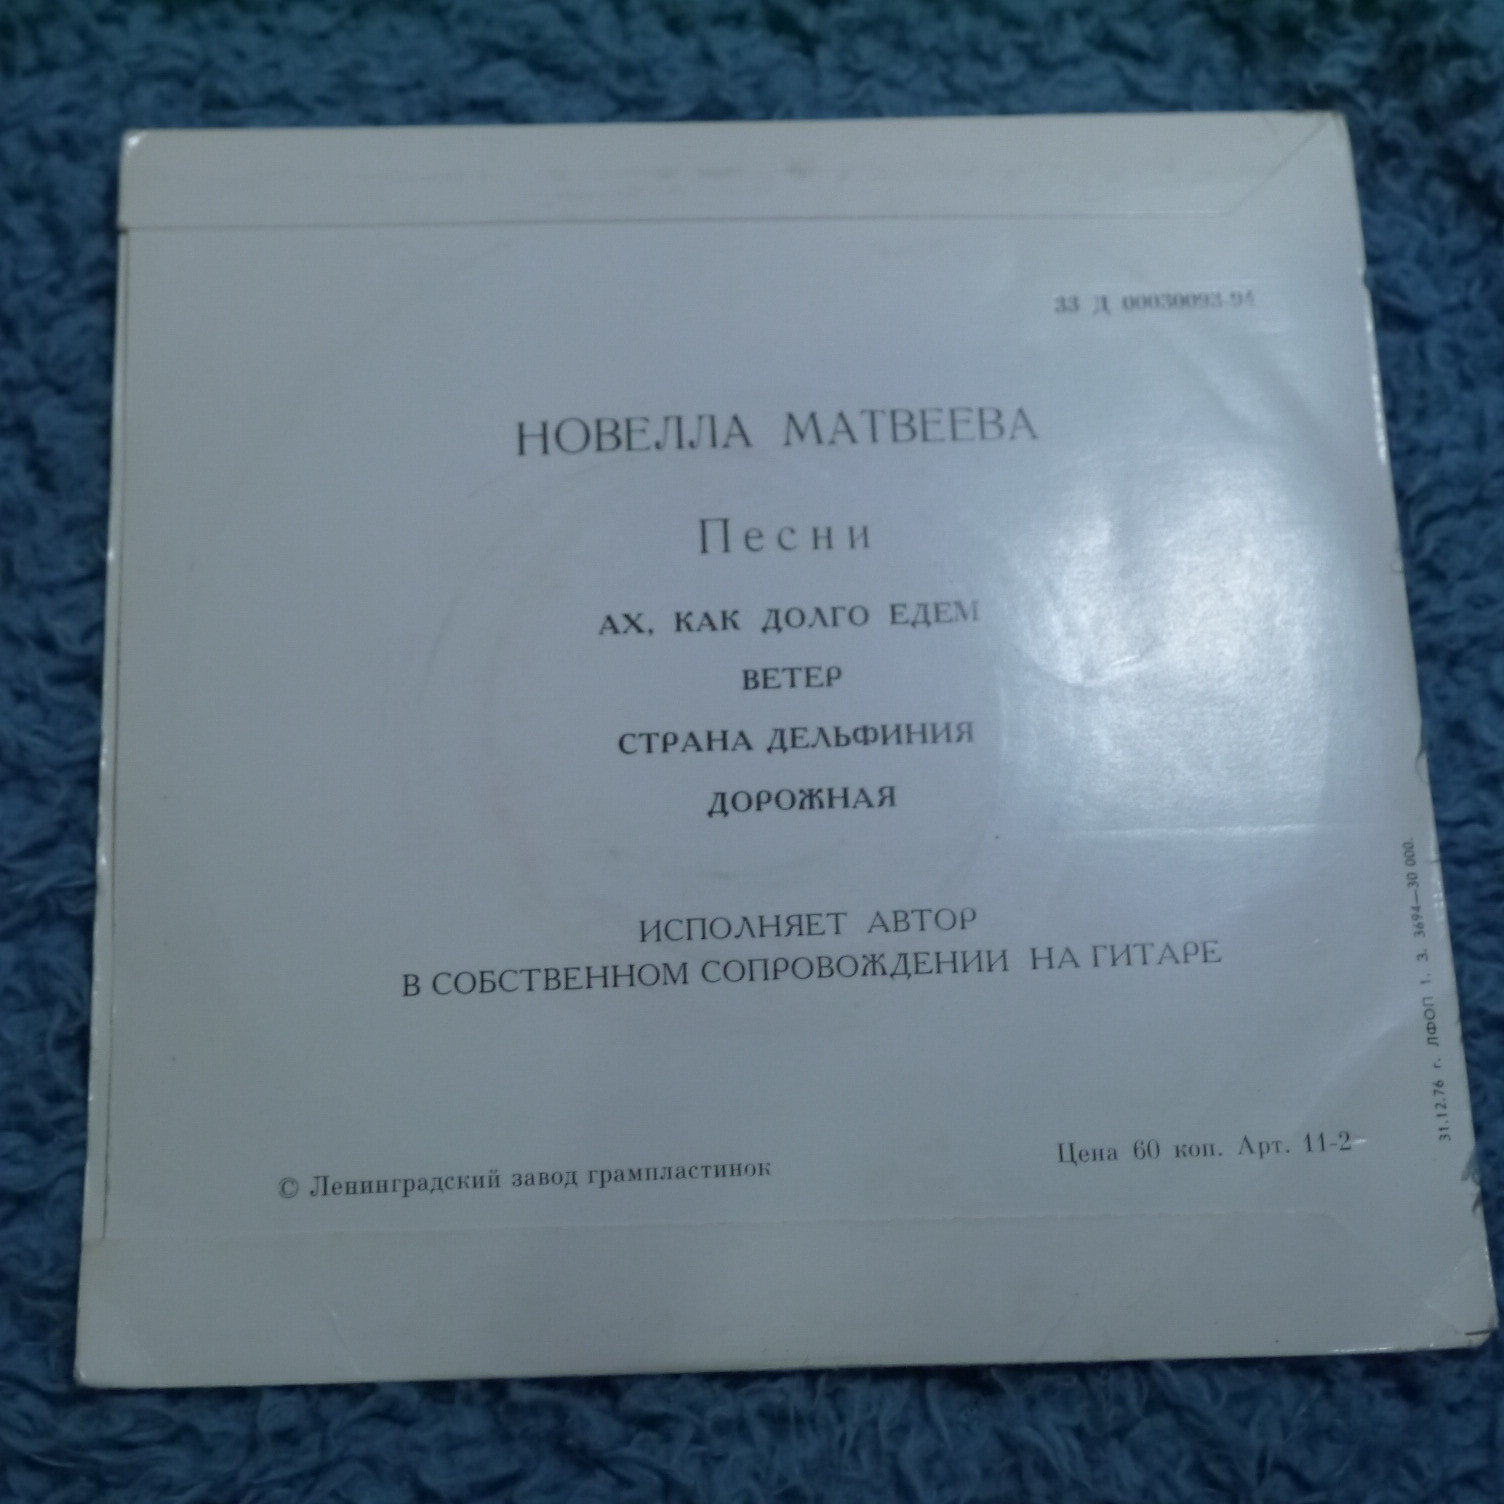 33 Д 00030093-94
НОВЕЛЛА МАТВЕЕВА
Песни
АХ, КАК ДОЛГО ЕДЕМ
ВЕТЕР
СТРАНА ДЕЛЬФИНИЯ
ДОРОЖНАЯ
ИСПОЛНЯЕТ АВТОР
В СОБСТВЕННОМ СОПРОВОЖДЕНИИ НА ГИТАРЕ
© Ленинградский завод грампластинок
Цена 60 коп. Арт. 11-2
31.12.76 г. ЛФОП 1. З. 3694—30 000.